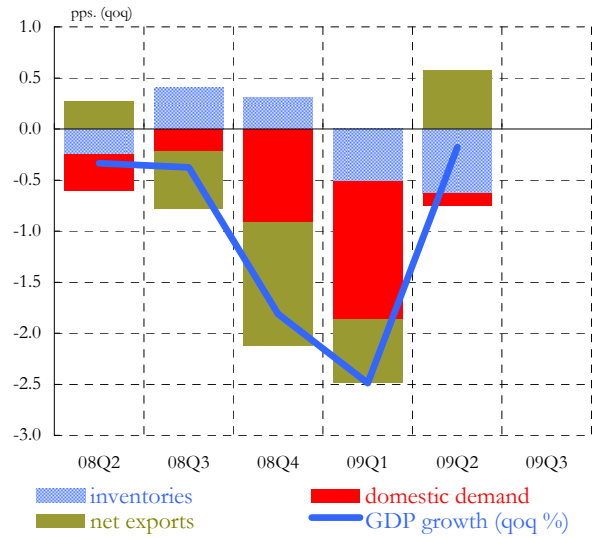 pps. (qoq)
1.0
0.5
0.0
-0.5
-1.0
-1.5
-2.0
-2.5
-3.0
08Q2 08Q3 08Q4 09Q1 09Q2 09Q3
inventories domestic demand
net exports GDP growth (qoq %)